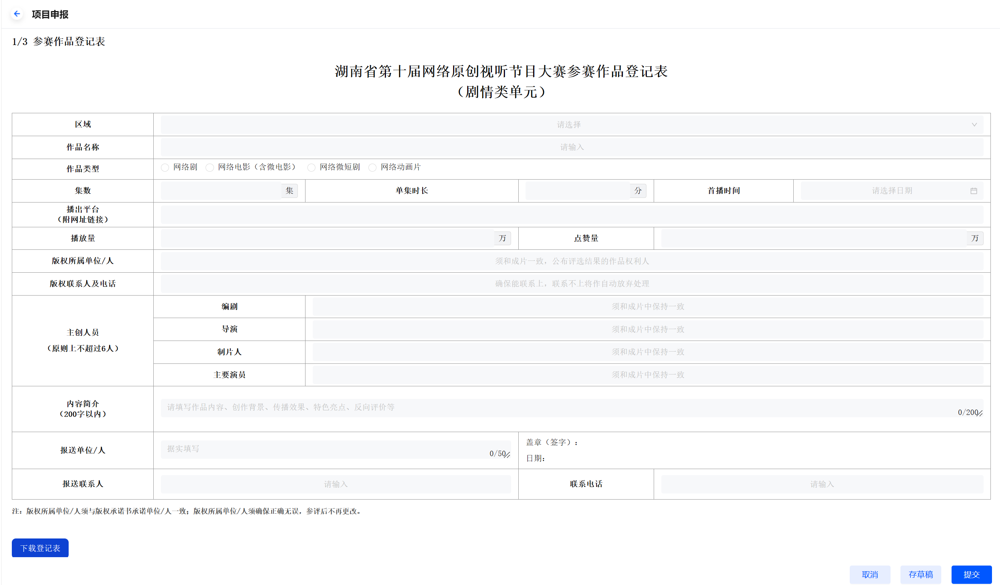 项目申报
1/3 参赛作品登记表
湖南省第十届网络原创视听节目大赛参赛作品登记表
（剧情类单元）
区域 请选择
作品名称 请输入
作品类型 网络剧 网络电影（含微电影） 网络微短剧 网络动画片
集数 集 单集时长 分 首播时间 请选择日期
播出平台
（附网址链接）
播放量 万 点赞量 万
版权所属单位/人 须和成片一致，公布评选结果的作品权利人
版权联系人及电话 确保能联系上，联系不上将作自动放弃处理
主创人员
（原则上不超过6人）
编剧 须和成片中保持一致
导演 须和成片中保持一致
制片人 须和成片中保持一致
主要演员 须和成片中保持一致
内容简介
（200字以内）
请填写作品内容、创作背景、传播效果、特色亮点、反向评价等
0/200
报送单位/人 据实填写
0/50
盖章（签字）：
日期：
报送联系人 请输入 联系电话 请输入
注：版权所属单位/人须与版权承诺书承诺单位/人一致；版权所属单位/人须确保正确无误，参评后不再更改。
下载登记表
取消 存草稿 提交